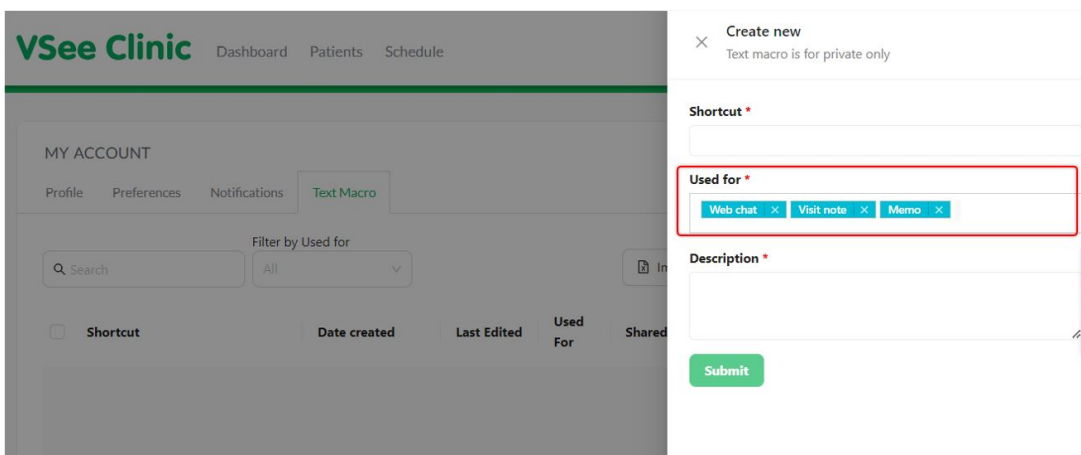 VSee Clinic Dashboard Patients Schedule
MY ACCOUNT
Profile Preferences Notifications Text Macro
Filter by Used for
Search All Im
Shortcut Date created Last Edited Used For Shared
Create new
Text macro is for private only
Shortcut *
Used for *
Web chat × Visit note × Memo ×
Description *
Submit